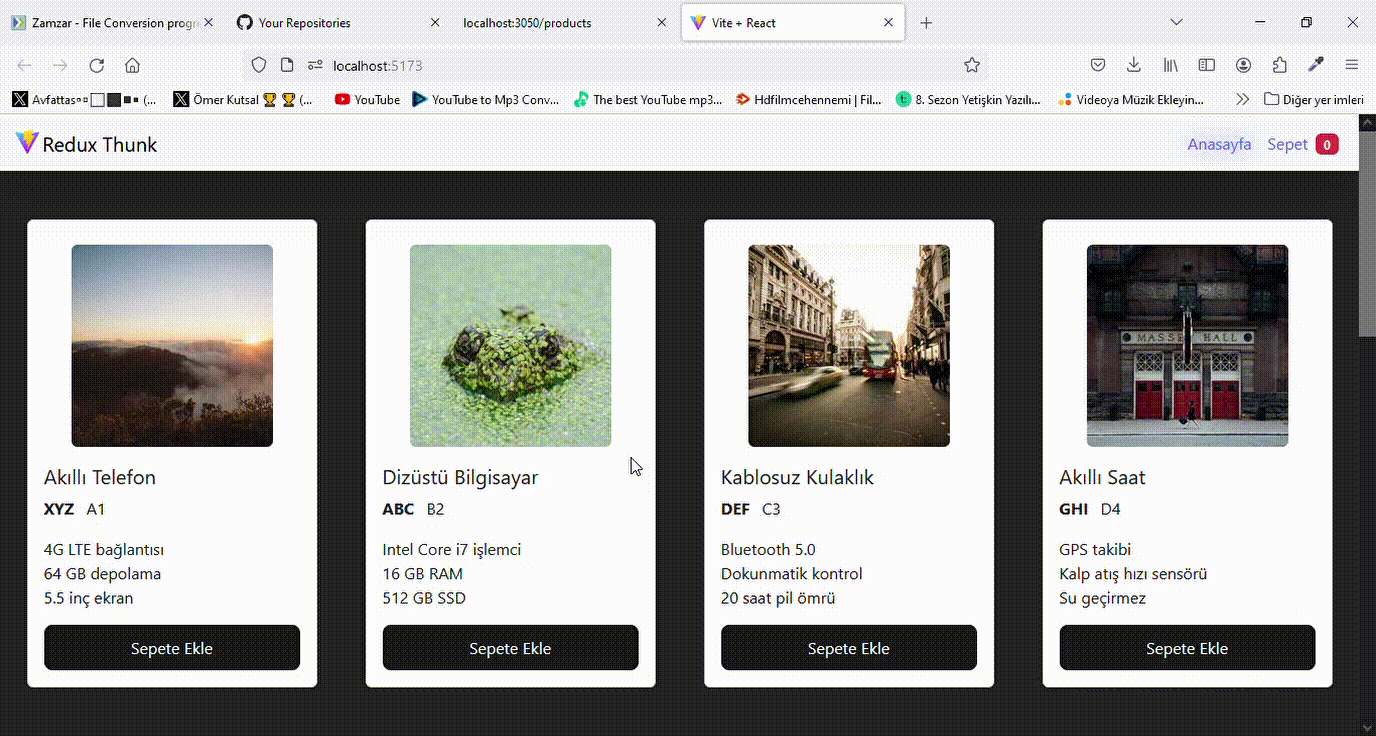 Zamzar - File Conversion progr
Your Repositories
localhost:3050/products
Vite + React
localhost:5173
Avfattas
(...
Ömer Kutsal 🏆 🏆 (...
YouTube
YouTube to Mp3 Conv...
The best YouTube mp3...
Hdfilmcehennemi | Fil...
8. Sezon Yetişkin Yazılı...
Videoya Müzik Ekleyin...
Diğer yer imleri
Redux Thunk
Anasayfa
Sepet 0
MASSEY HALL
Akıllı Telefon
XYZ A1
4G LTE bağlantısı
64 GB depolama
5.5 inç ekran
Sepete Ekle
Dizüstü Bilgisayar
ABC B2
Intel Core i7 işlemci
16 GB RAM
512 GB SSD
Sepete Ekle
Kablosuz Kulaklık
DEF C3
Bluetooth 5.0
Dokunmatik kontrol
20 saat pil ömrü
Sepete Ekle
Akıllı Saat
GHI D4
GPS takibi
Kalp atış hızı sensörü
Su geçirmez
Sepete Ekle